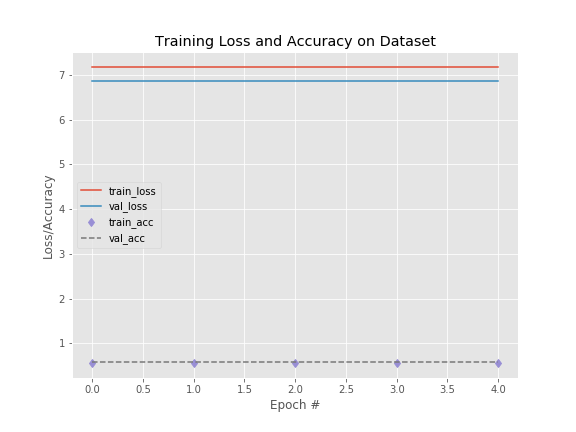 Training Loss and Accuracy on Dataset
7
6
5
4
3
2
1
Loss/Accuracy
train_loss
val_loss
train_acc
val_acc
0.0 0.5 1.0 1.5 2.0 2.5 3.0 3.5 4.0
Epoch #